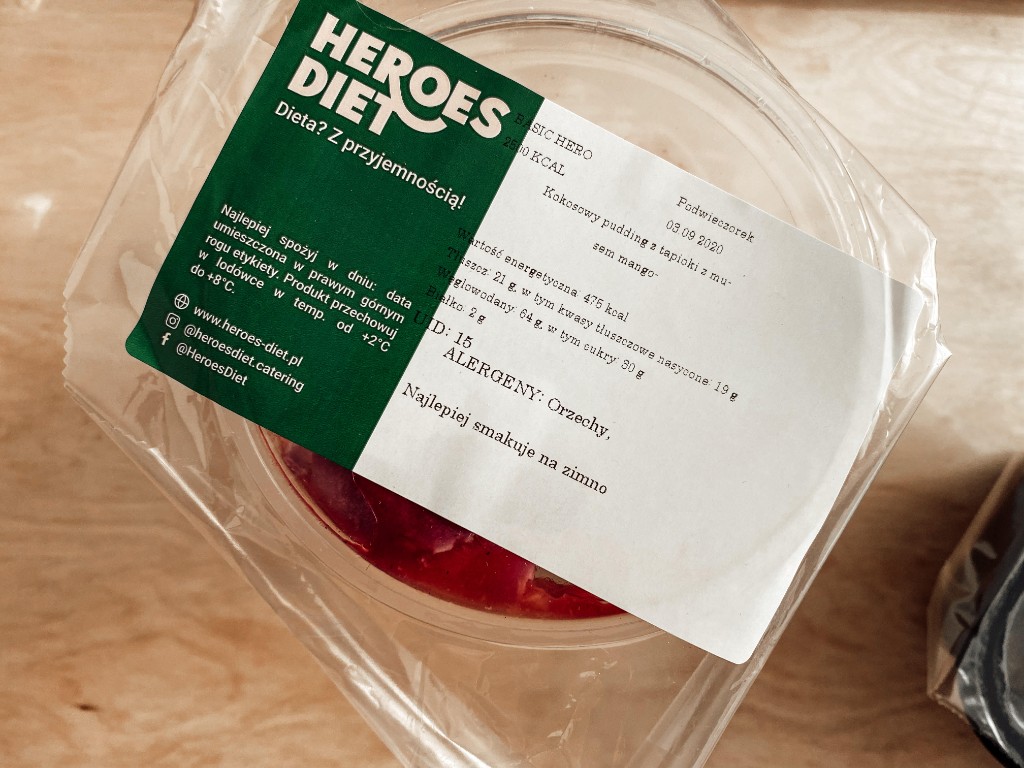 HEROES
DIET
Dieta? Z przyjemnością!
Najlepiej spożyj w dniu: data
umieszczona w prawym górnym
rogu etykiety. Produkt przechowuj
w lodówce w temp. od +2°C
do +8°C.
www.heroes-diet.pl
@heroesdiet.catering
@HeroesDiet
BASIC HERO
2500 KCAL
Podwieczorek
03.09.2020
Kokosowy pudding z tapioki z mu-
sem mango"
Wartość energetyczna: 475 kcal
Tłuszcz: 21 g, w tym kwasy tłuszczowe nasycone: 19 g
Węglowodany: 64 g, w tym cukry: 30 g
Białko: 2 g
UID: 15
ALERGENY: Orzechy,
Najlepiej smakuje na zimno